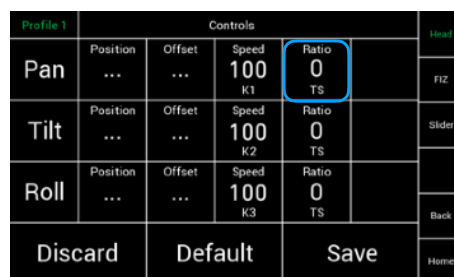 Profile 1 Controls Head
Position Offset Speed Ratio
Pan ... ... 100 0 FIZ
K1 TS
Position Offset Speed Ratio Slider
Tilt ... ... 100 0
K2 TS
Position Offset Speed Ratio
Roll ... ... 100 0
K3 TS Back
Discard Default Save
Home